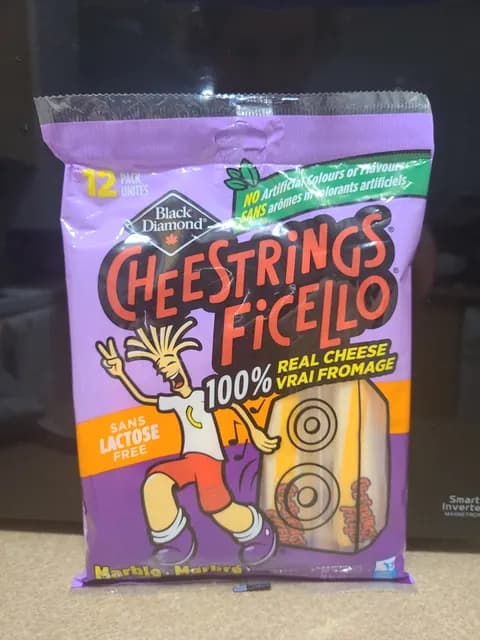 12 PACK
UNITÉS
NO Artificial Colours or Flavours
SANS arômes ni colorants artificiels
Black
Diamond®
CHEESTRINGS®
FICELLO®
100% REAL CHEESE
VRAI FROMAGE
SANS
LACTOSE
FREE
Marble • Marbré
Smart
Inverte